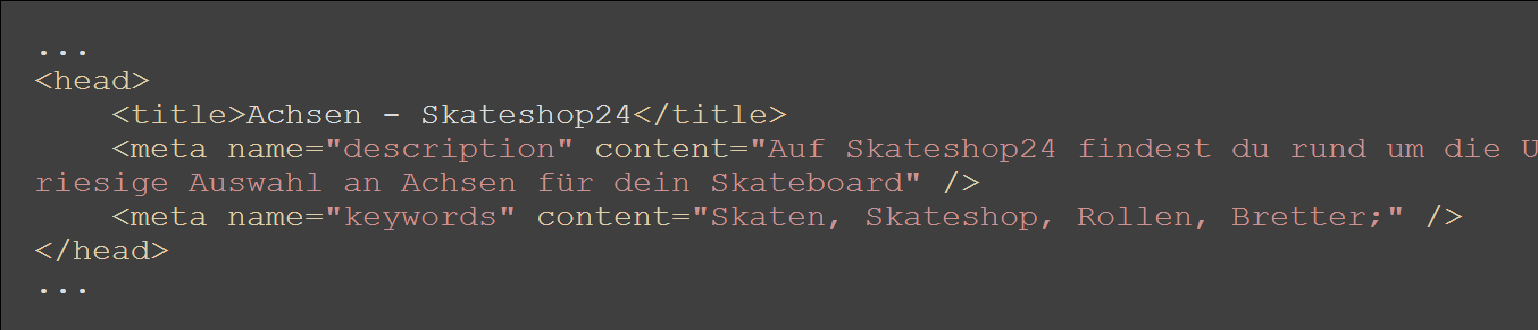 ...
<head>
<title>Achsen - Skateshop24</title>
<meta name="description" content="Auf Skateshop24 findest du rund um die
riesige Auswahl an Achsen für dein Skateboard" />
<meta name="keywords" content="Skaten, Skateshop, Rollen, Bretter;" />
</head>
...